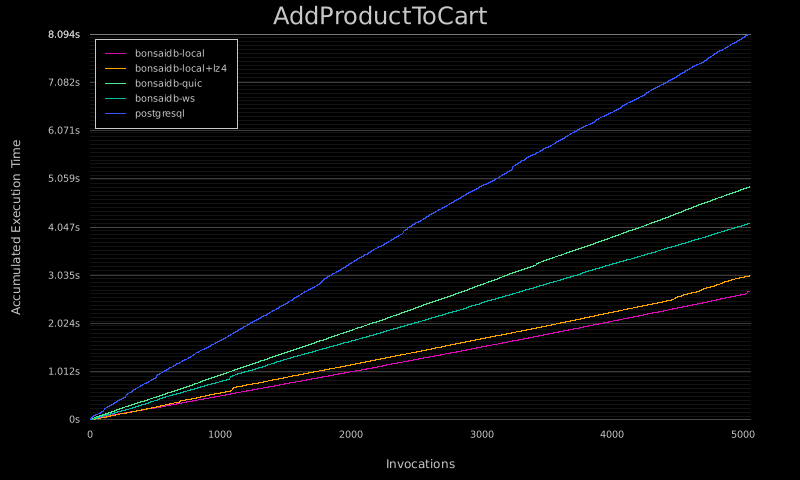 AddProductToCart
8.094s
7.082s
6.071s
5.059s
4.047s
3.035s
2.024s
1.012s
0s
Accumulated Execution Time
bonsaidb-local
bonsaidb-local+lz4
bonsaidb-quic
bonsaidb-ws
postgresql
0 1000 2000 3000 4000 5000
Invocations